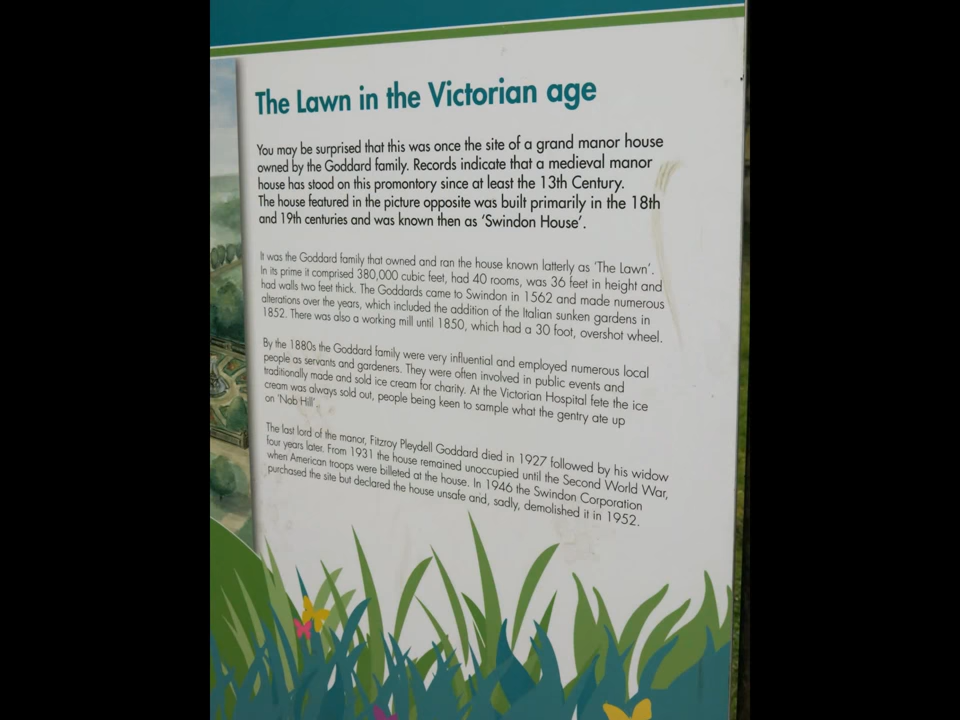 The Lawn in the Victorian age
You may be surprised that this was once the site of a grand manor house
owned by the Goddard family. Records indicate that a medieval manor
house has stood on this promontory since at least the 13th Century.
The house featured in the picture opposite was built primarily in the 18th
and 19th centuries and was known then as 'Swindon House'.
It was the Goddard family that owned and ran the house known latterly as 'The Lawn'.
In its prime it comprised 380,000 cubic feet, had 40 rooms, was 36 feet in height and
had walls two feet thick. The Goddards came to Swindon in 1562 and made numerous
alterations over the years, which included the addition of the Italian sunken gardens in
1852. There was also a working mill until 1850, which had a 30 foot, overshot wheel.
By the 1880s the Goddard family were very influential and employed numerous local
people as servants and gardeners. They were often involved in public events and
traditionally made and sold ice cream for charity. At the Victorian Hospital fete the ice
cream was always sold out, people being keen to sample what the gentry ate up
on 'Nob Hill'.
The last lord of the manor, Fitzroy Pleydell Goddard died in 1927 followed by his widow
four years later. From 1931 the house remained unoccupied until the Second World War,
when American troops were billeted at the house. In 1946 the Swindon Corporation
purchased the site but declared the house unsafe and, sadly, demolished it in 1952.